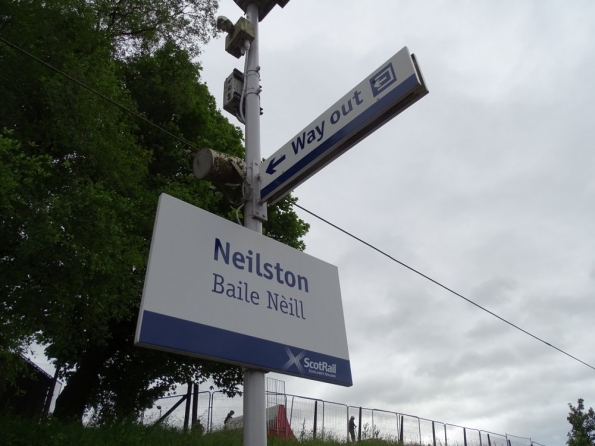 Way out
Neilston
Baile Nèill
ScotRail